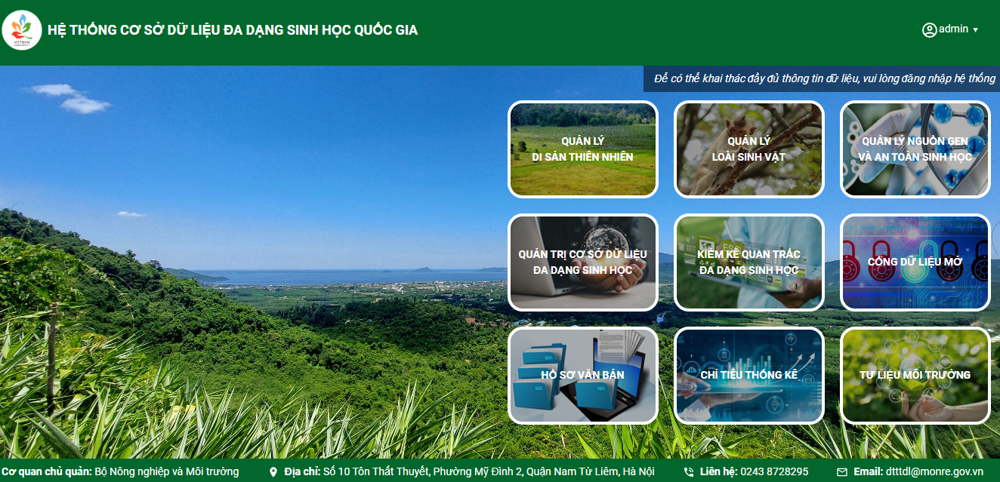 HỆ THỐNG CƠ SỞ DỮ LIỆU ĐA DẠNG SINH HỌC QUỐC GIA
admin
Để có thể khai thác đầy đủ thông tin dữ liệu, vui lòng đăng nhập hệ thống
QUẢN LÝ
DI SẢN THIÊN NHIÊN
QUẢN LÝ
LOÀI SINH VẬT
QUẢN LÝ NGUỒN GEN
VÀ AN TOÀN SINH HỌC
QUẢN TRỊ CƠ SỞ DỮ LIỆU
ĐA DẠNG SINH HỌC
KIỂM KÊ QUAN TRẮC
ĐA DẠNG SINH HỌC
CỔNG DỮ LIỆU MỞ
HỒ SƠ VĂN BẢN
CHỈ TIÊU THỐNG KÊ
TƯ LIỆU MÔI TRƯỜNG
Cơ quan chủ quản: Bộ Nông nghiệp và Môi trường
Địa chỉ: Số 10 Tôn Thất Thuyết, Phường Mỹ Đình 2, Quận Nam Từ Liêm, Hà Nội
Liên hệ: 0243 8728295
Email: dtttdl@monre.gov.vn